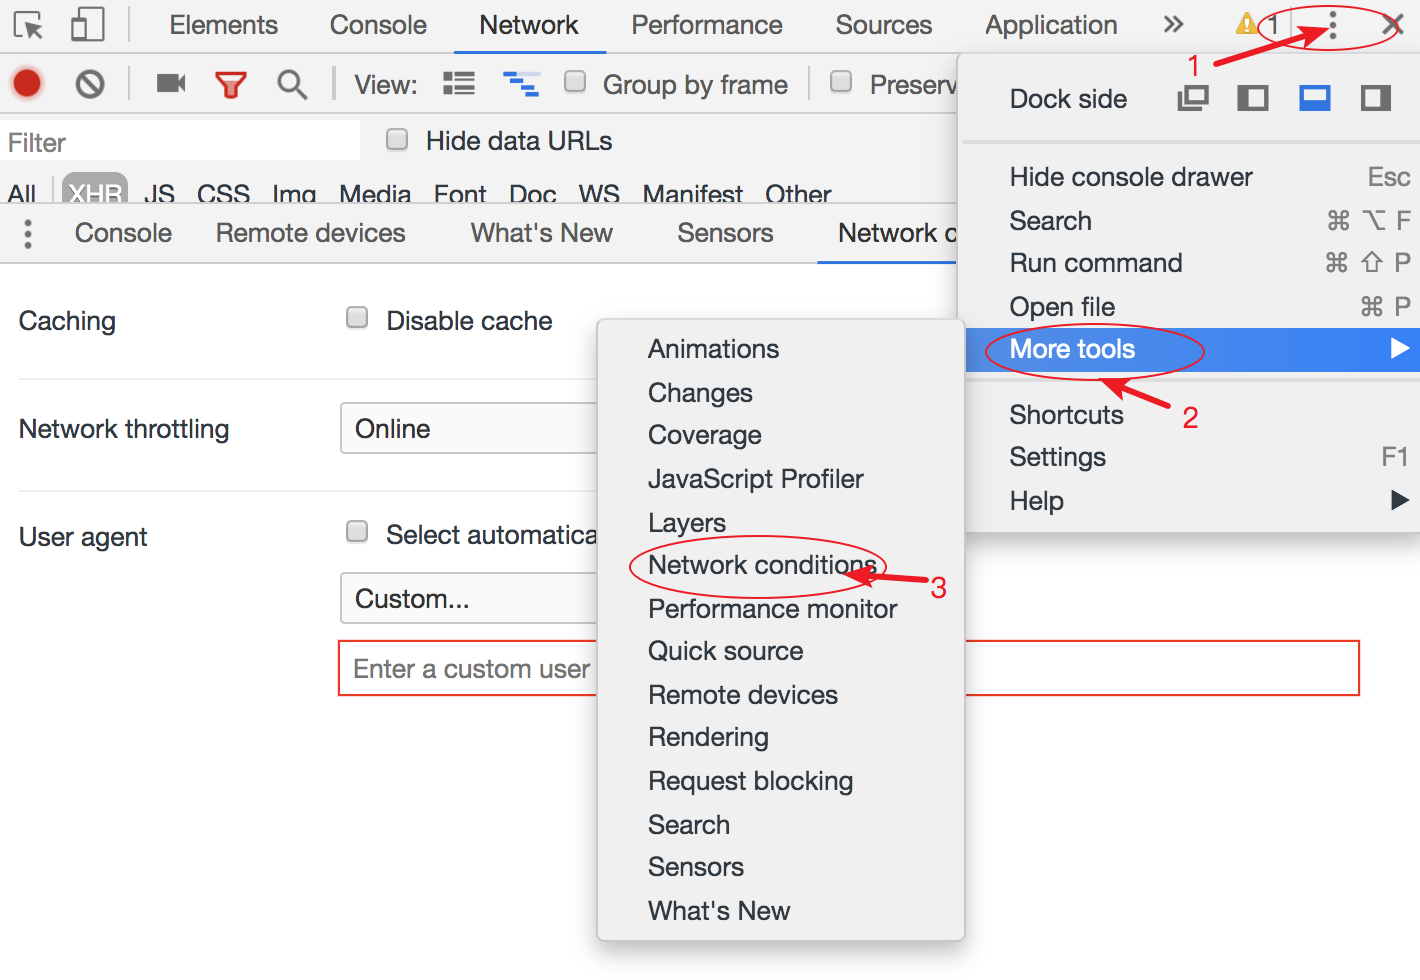 Elements Console Network Performance Sources Application » 1
1
View: Group by frame Preserv
Dock side
Filter Hide data URLs
All XHR JS CSS Img Media Font Doc WS Manifest Other
Console Remote devices What's New Sensors Network c
Hide console drawer Esc
Search ⌘ ⌥ F
Run command ⌘ ⇧ P
Open file ⌘ P
More tools
2
Shortcuts
Settings F1
Help
Caching Disable cache
Network throttling Online
User agent Select automatica
Custom...
Enter a custom user
Animations
Changes
Coverage
JavaScript Profiler
Layers
Network conditions
3
Performance monitor
Quick source
Remote devices
Rendering
Request blocking
Search
Sensors
What's New